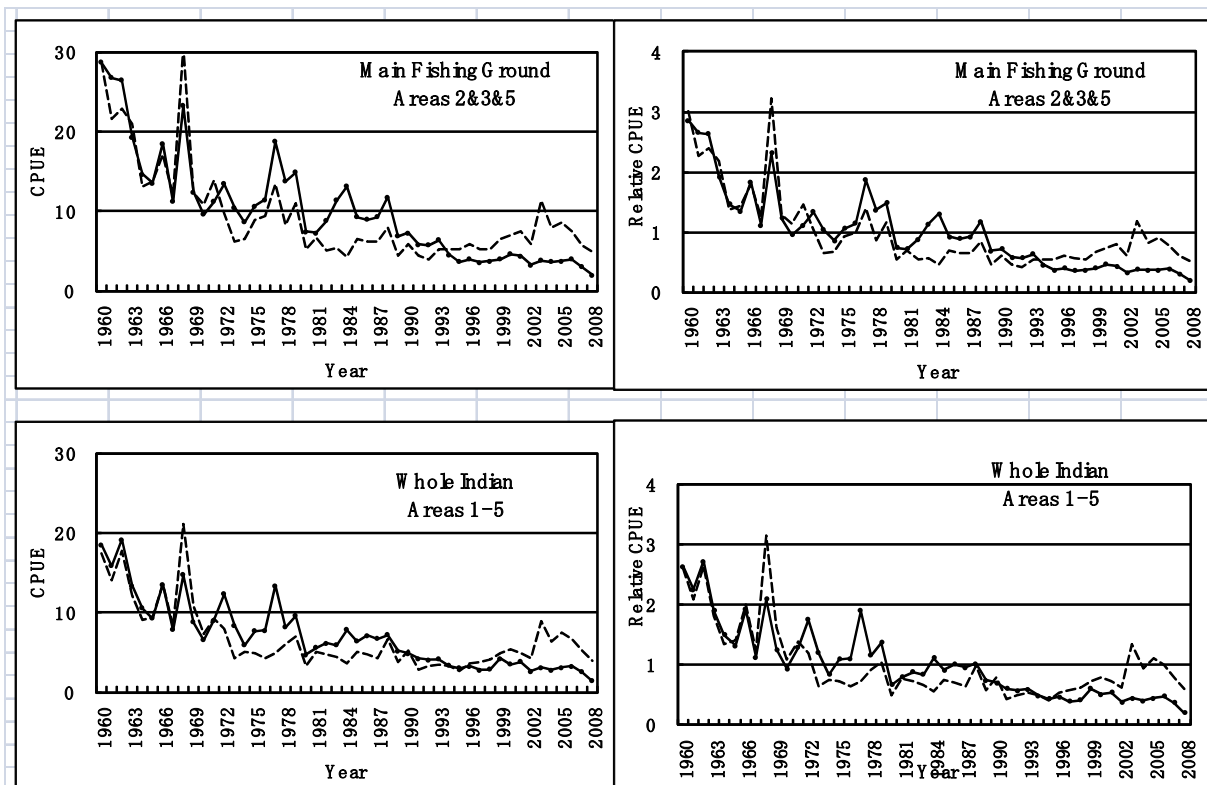 Main Fishing Ground
Areas 2&3&5
CPUE
30
20
10
0
1960 1963 1966 1969 1972 1975 1978 1981 1984 1987 1990 1993 1996 1999 2002 2005 2008
Year
Main Fishing Ground
Areas 2&3&5
Relative CPUE
4
3
2
1
0
1960 1963 1966 1969 1972 1975 1978 1981 1984 1987 1990 1993 1996 1999 2002 2005 2008
Year
Whole Indian
Areas 1-5
CPUE
30
20
10
0
1960 1963 1966 1969 1972 1975 1978 1981 1984 1987 1990 1993 1996 1999 2002 2005 2008
Year
Whole Indian
Areas 1-5
Relative CPUE
4
3
2
1
0
1960 1963 1966 1969 1972 1975 1978 1981 1984 1987 1990 1993 1996 1999 2002 2005 2008
Year